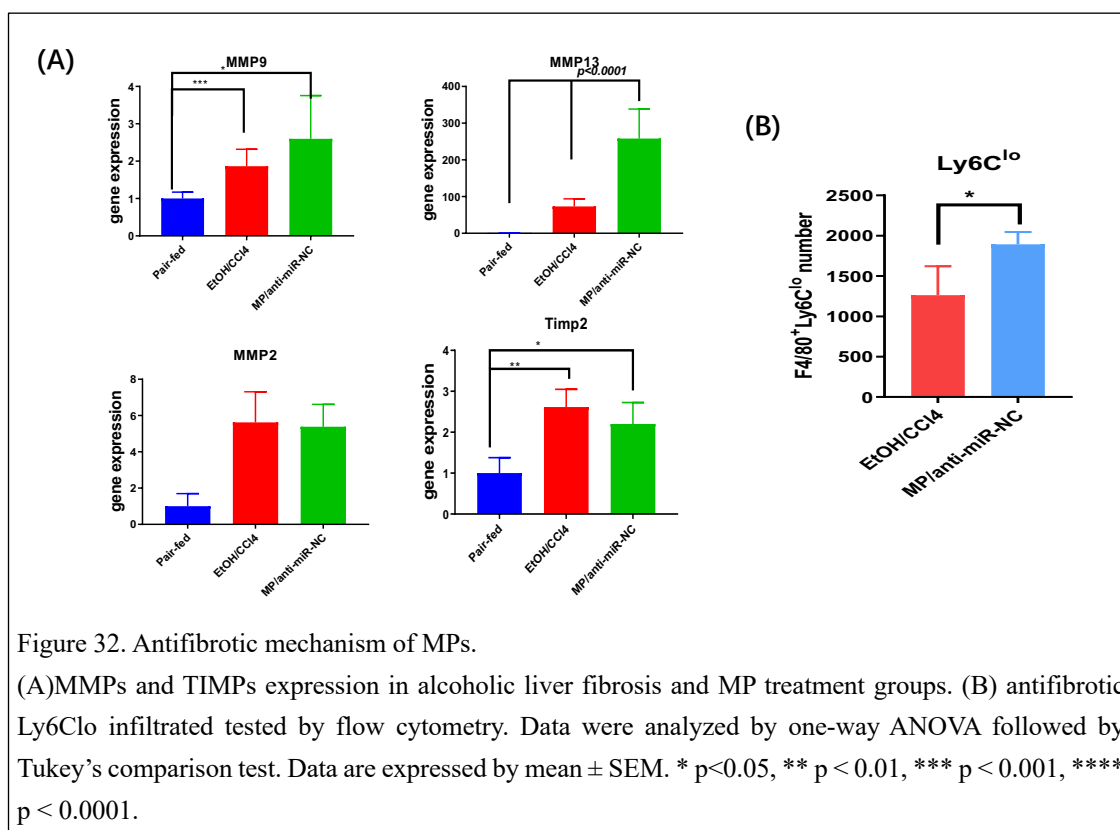 (A)
MMP9
*
***
gene expression
4
3
2
1
0
Pair-fed
EtOH/CCl4
MP/anti-miR-NC
MMP13
p<0.0001
gene expression
400
300
200
100
0
Pair-fed
EtOH/CCl4
MP/anti-miR-NC
MMP2
gene expression
8
6
4
2
0
Pair-fed
EtOH/CCl4
MP/anti-miR-NC
Timp2
*
**
gene expression
4
3
2
1
0
Pair-fed
EtOH/CCl4
MP/anti-miR-NC
(B)
Ly6C^lo
*
F4/80⁺Ly6C^lo number
2500
2000
1500
1000
500
0
EtOH/CCl4
MP/anti-miR-NC
Figure 32. Antifibrotic mechanism of MPs.
(A)MMPs and TIMPs expression in alcoholic liver fibrosis and MP treatment groups. (B) antifibrotic
Ly6Clo infiltrated tested by flow cytometry. Data were analyzed by one-way ANOVA followed by
Tukey’s comparison test. Data are expressed by mean ± SEM. * p<0.05, ** p < 0.01, *** p < 0.001, ****
p < 0.0001.